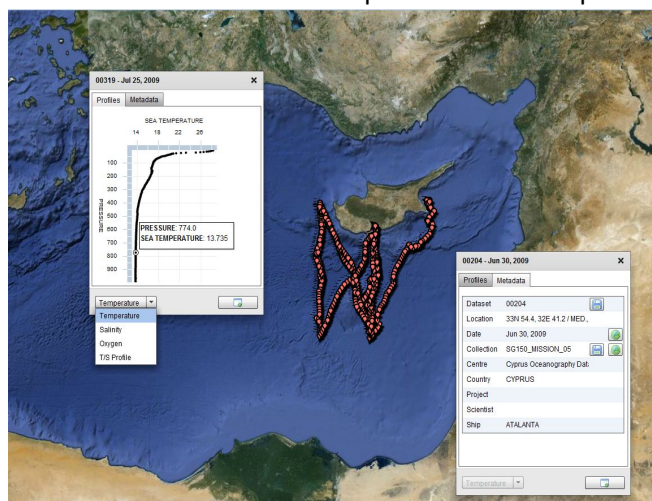 00319 - Jul 25, 2009
Profiles Metadata
SEA TEMPERATURE
14 18 22 26
100
200
300
400
500
600
700
800
900
PRESSURE
PRESSURE: 774.0
SEA TEMPERATURE: 13.735
Temperature
Temperature
Salinity
Oxygen
T/S Profile
00204 - Jun 30, 2009
Profiles Metadata
Dataset 00204
Location 33N 54.4, 32E 41.2 / MED.,
Date Jun 30, 2009
Collection SG150_MISSION_05
Centre Cyprus Oceanography Dat
Country CYPRUS
Project
Scientist
Ship ATALANTA
Temperature